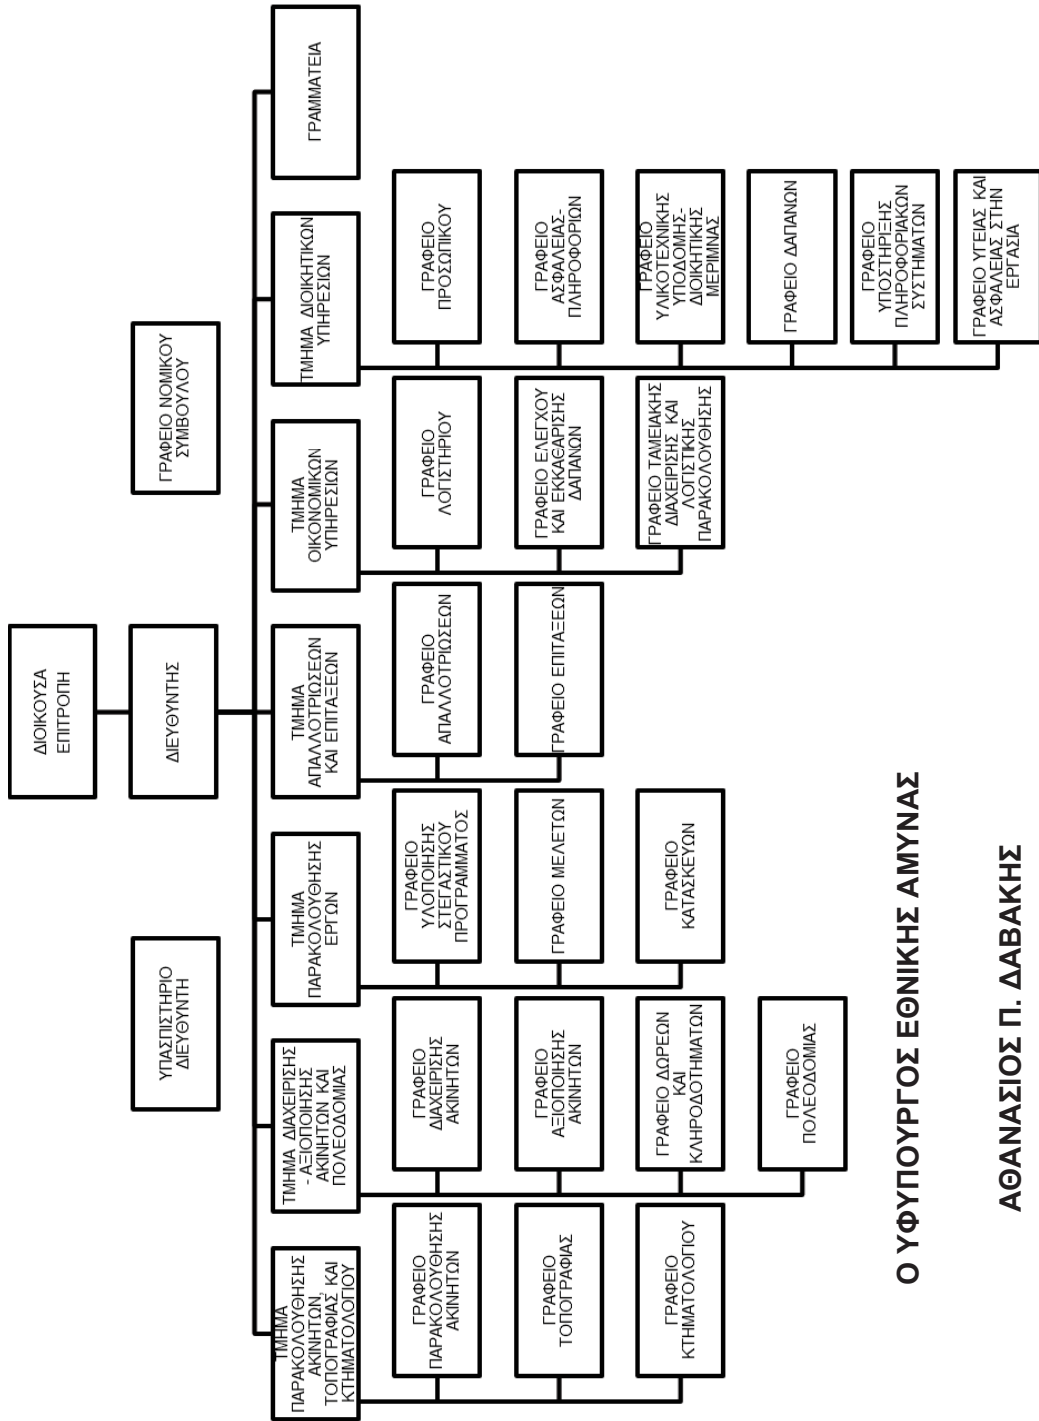 ΔΙΟΙΚΟΥΣΑ
ΕΠΙΤΡΟΠΗ
ΥΠΑΣΠΙΣΤΗΡΙΟ
ΔΙΕΥΘΥΝΤΗ
ΔΙΕΥΘΥΝΤΗΣ
ΓΡΑΦΕΙΟ ΝΟΜΙΚΟΥ
ΣΥΜΒΟΥΛΟΥ
ΤΜΗΜΑ
ΠΑΡΑΚΟΛΟΥΘΗΣΗΣ
ΑΚΙΝΗΤΩΝ,
ΤΟΠΟΓΡΑΦΙΑΣ ΚΑΙ
ΚΤΗΜΑΤΟΛΟΓΙΟΥ
ΤΜΗΜΑ ΔΙΑΧΕΙΡΙΣΗΣ
- ΑΞΙΟΠΟΙΗΣΗΣ
ΑΚΙΝΗΤΩΝ ΚΑΙ
ΠΟΛΕΟΔΟΜΙΑΣ
ΤΜΗΜΑ
ΠΑΡΑΚΟΛΟΥΘΗΣΗΣ
ΕΡΓΩΝ
ΤΜΗΜΑ
ΑΠΑΛΛΟΤΡΙΩΣΕΩΝ
ΚΑΙ ΕΠΙΤΑΞΕΩΝ
ΤΜΗΜΑ
ΟΙΚΟΝΟΜΙΚΩΝ
ΥΠΗΡΕΣΙΩΝ
ΤΜΗΜΑ ΔΙΟΙΚΗΤΙΚΩΝ
ΥΠΗΡΕΣΙΩΝ
ΓΡΑΜΜΑΤΕΙΑ
ΓΡΑΦΕΙΟ
ΠΑΡΑΚΟΛΟΥΘΗΣΗΣ
ΑΚΙΝΗΤΩΝ
ΓΡΑΦΕΙΟ
ΤΟΠΟΓΡΑΦΙΑΣ
ΓΡΑΦΕΙΟ
ΚΤΗΜΑΤΟΛΟΓΙΟΥ
ΓΡΑΦΕΙΟ
ΔΙΑΧΕΙΡΙΣΗΣ
ΑΚΙΝΗΤΩΝ
ΓΡΑΦΕΙΟ
ΑΞΙΟΠΟΙΗΣΗΣ
ΑΚΙΝΗΤΩΝ
ΓΡΑΦΕΙΟ ΔΩΡΕΩΝ
ΚΑΙ
ΚΛΗΡΟΔΟΤΗΜΑΤΩΝ
ΓΡΑΦΕΙΟ
ΠΟΛΕΟΔΟΜΙΑΣ
ΓΡΑΦΕΙΟ
ΥΛΟΠΟΙΗΣΗΣ
ΣΤΕΓΑΣΤΙΚΟΥ
ΠΡΟΓΡΑΜΜΑΤΟΣ
ΓΡΑΦΕΙΟ ΜΕΛΕΤΩΝ
ΓΡΑΦΕΙΟ
ΚΑΤΑΣΚΕΥΩΝ
ΓΡΑΦΕΙΟ
ΑΠΑΛΛΟΤΡΙΩΣΕΩΝ
ΓΡΑΦΕΙΟ ΕΠΙΤΑΞΕΩΝ
ΓΡΑΦΕΙΟ
ΛΟΓΙΣΤΗΡΙΟΥ
ΓΡΑΦΕΙΟ ΕΛΕΓΧΟΥ
ΚΑΙ ΕΚΚΑΘΑΡΙΣΗΣ
ΔΑΠΑΝΩΝ
ΓΡΑΦΕΙΟ ΤΑΜΕΙΑΚΗΣ
ΔΙΑΧΕΙΡΙΣΗΣ ΚΑΙ
ΛΟΓΙΣΤΙΚΗΣ
ΠΑΡΑΚΟΛΟΥΘΗΣΗΣ
ΓΡΑΦΕΙΟ
ΠΡΟΣΩΠΙΚΟΥ
ΓΡΑΦΕΙΟ
ΑΣΦΑΛΕΙΑΣ-
ΠΛΗΡΟΦΟΡΙΩΝ
ΓΡΑΦΕΙΟ
ΥΛΙΚΟΤΕΧΝΙΚΗΣ
ΥΠΟΔΟΜΗΣ-
ΔΙΟΙΚΗΤΙΚΗΣ
ΜΕΡΙΜΝΑΣ
ΓΡΑΦΕΙΟ ΔΑΠΑΝΩΝ
ΓΡΑΦΕΙΟ
ΥΠΟΣΤΗΡΙΞΗΣ
ΠΛΗΡΟΦΟΡΙΑΚΩΝ
ΣΥΣΤΗΜΑΤΩΝ
ΓΡΑΦΕΙΟ ΥΓΕΙΑΣ ΚΑΙ
ΑΣΦΑΛΕΙΑΣ ΣΤΗΝ
ΕΡΓΑΣΙΑ
Ο ΥΦΥΠΟΥΡΓΟΣ ΕΘΝΙΚΗΣ ΑΜΥΝΑΣ
ΑΘΑΝΑΣΙΟΣ Π. ΔΑΒΑΚΗΣ